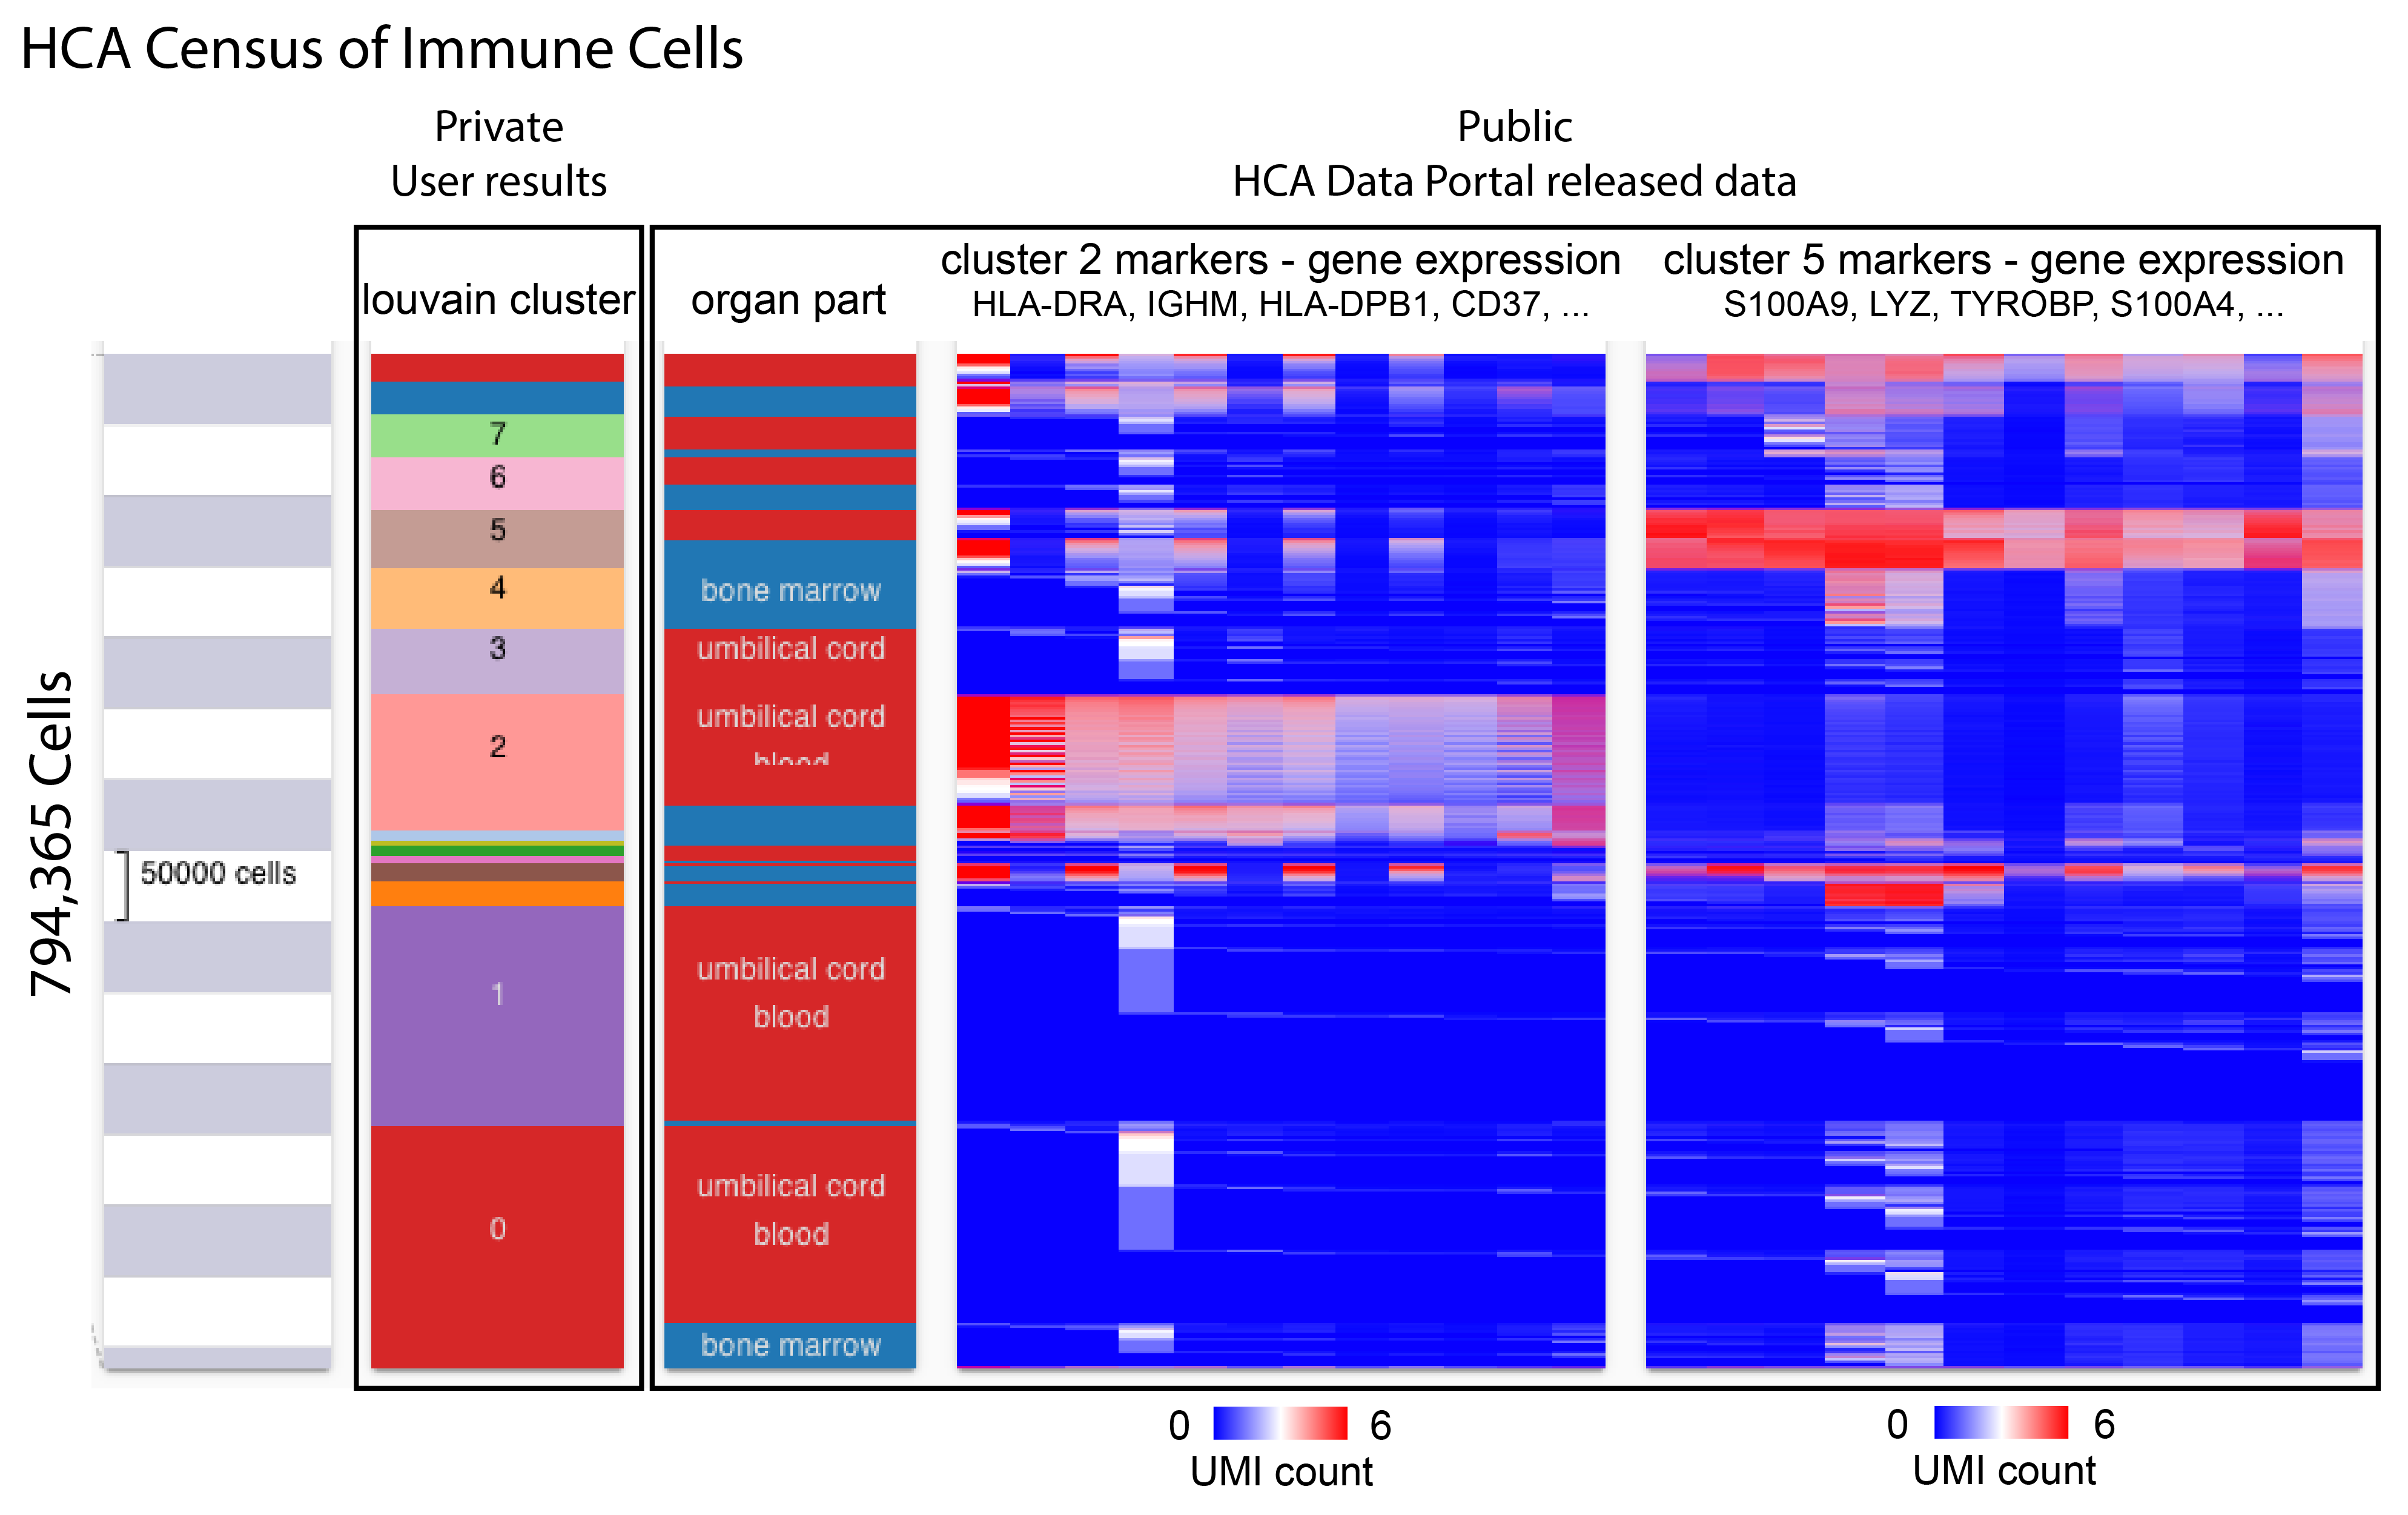 HCA Census of Immune Cells
Private
User results
Public
HCA Data Portal released data
louvain cluster
organ part
cluster 2 markers - gene expression
HLA-DRA, IGHM, HLA-DPB1, CD37, ...
cluster 5 markers - gene expression
S100A9, LYZ, TYROBP, S100A4, ...
794,365 Cells
50000 cells
7
6
5
4
3
2
1
0
bone marrow
umbilical cord
umbilical cord
blood
umbilical cord
blood
umbilical cord
blood
bone marrow
0 6
UMI count
0 6
UMI count